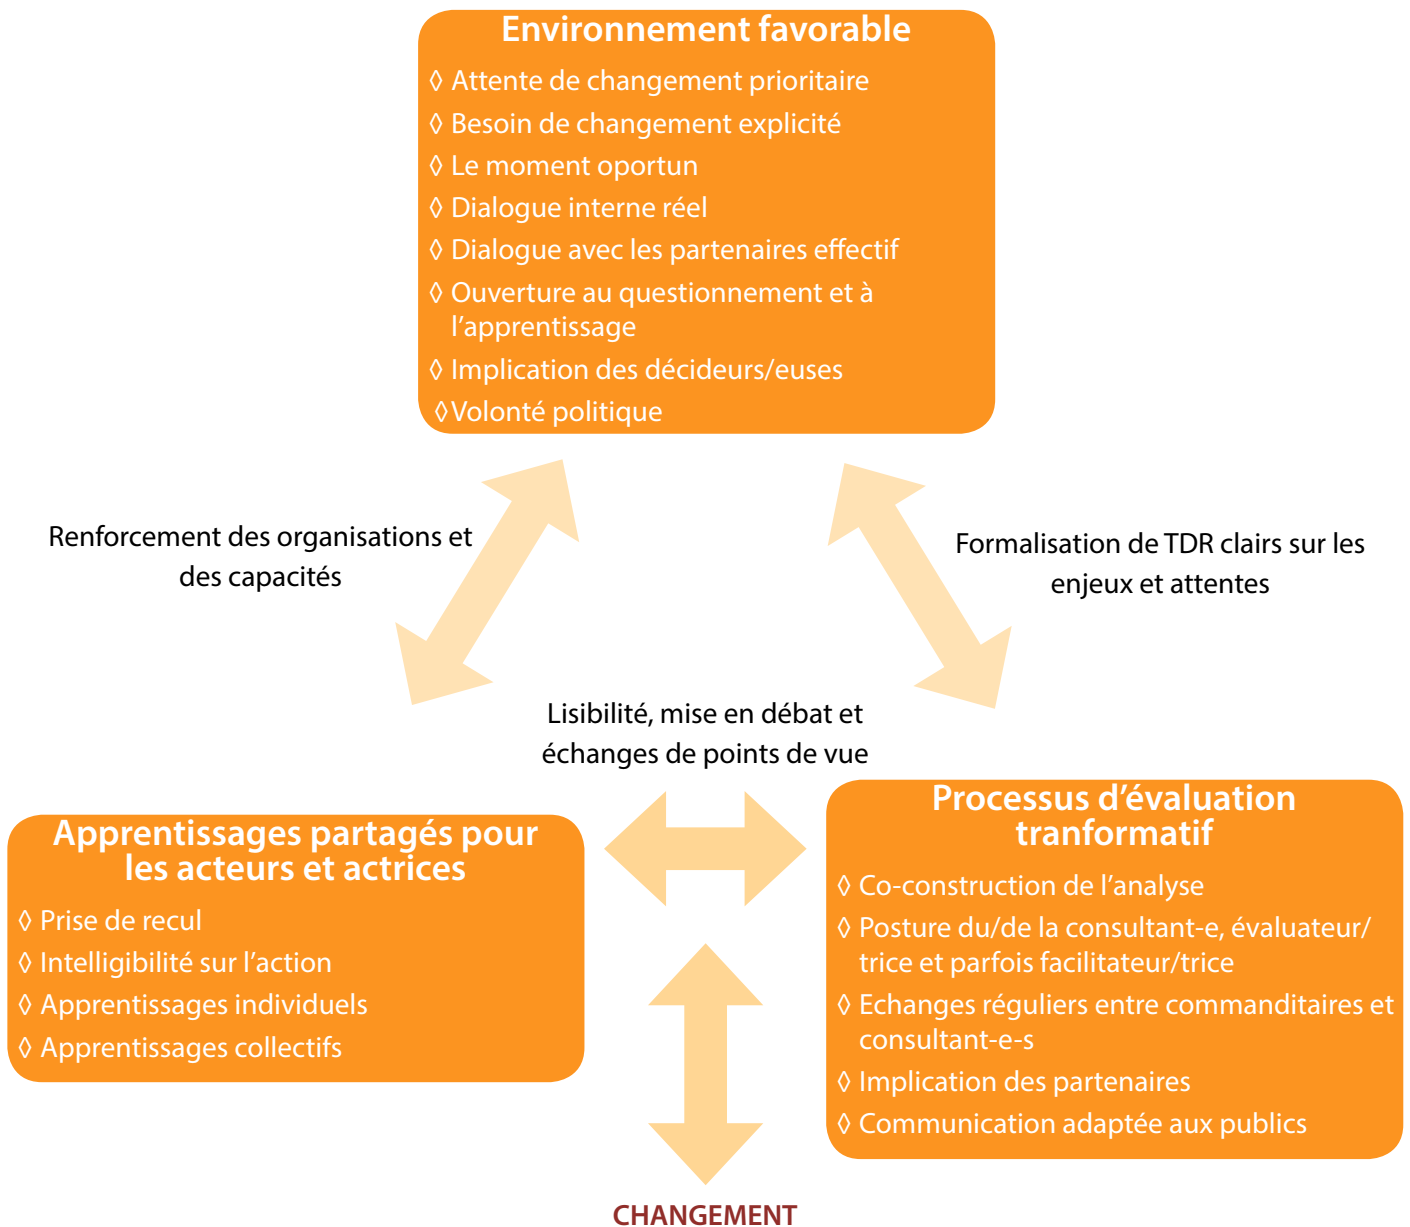 Environnement favorable
◊ Attente de changement prioritaire
◊ Besoin de changement explicité
◊ Le moment oportun
◊ Dialogue interne réel
◊ Dialogue avec les partenaires effectif
◊ Ouverture au questionnement et à
l’apprentissage
◊ Implication des décideurs/euses
◊Volonté politique
Renforcement des organisations et
des capacités
Formalisation de TDR clairs sur les
enjeux et attentes
Lisibilité, mise en débat et
échanges de points de vue
Apprentissages partagés pour
les acteurs et actrices
◊ Prise de recul
◊ Intelligibilité sur l’action
◊ Apprentissages individuels
◊ Apprentissages collectifs
Processus d’évaluation
tranformatif
◊ Co-construction de l’analyse
◊ Posture du/de la consultant-e, évaluateur/
trice et parfois facilitateur/trice
◊ Echanges réguliers entre commanditaires et
consultant-e-s
◊ Implication des partenaires
◊ Communication adaptée aux publics
CHANGEMENT